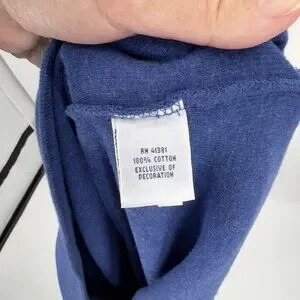 RN 41381
100% COTTON
EXCLUSIVE OF
DECORATION